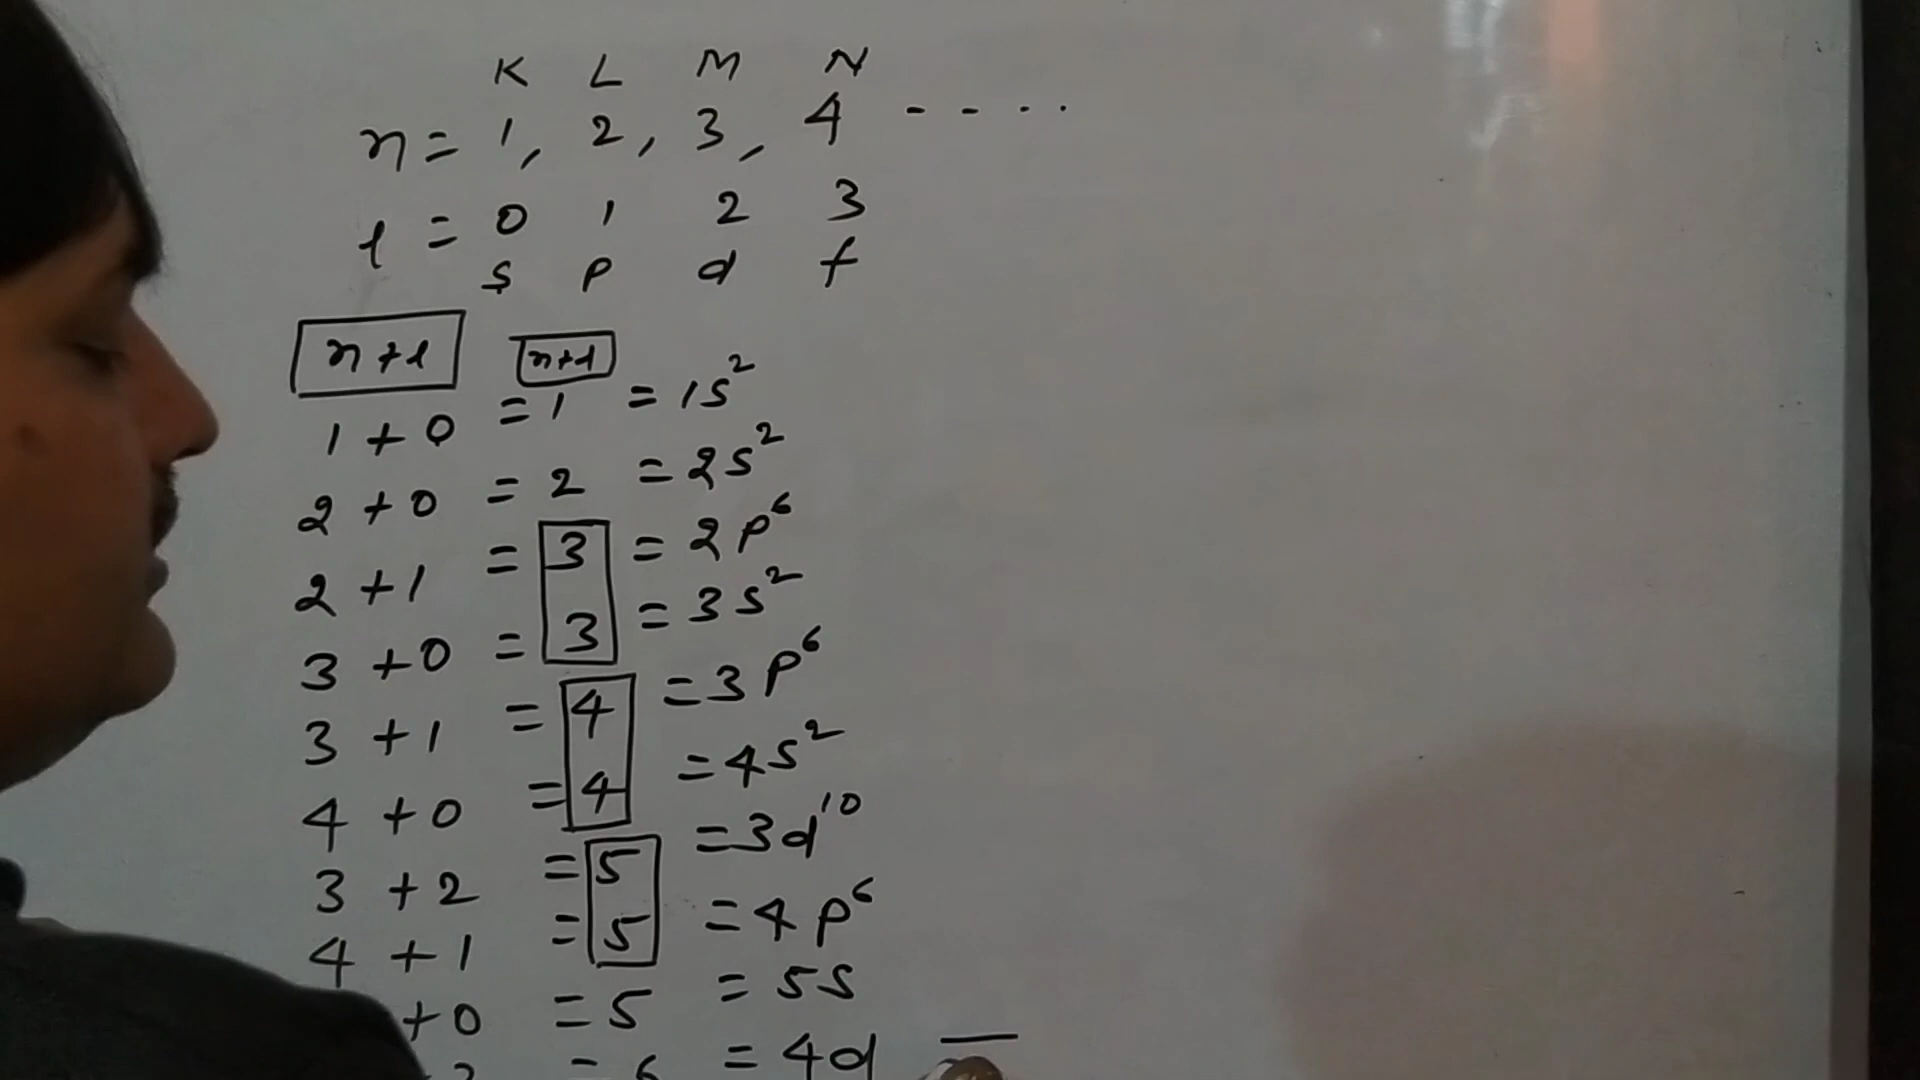 K L M N
n = 1, 2, 3, 4 - - - -
l = 0 1 2 3
s p d f
n+l n+l
1 + 0 = 1 = 1s²
2 + 0 = 2 = 2s²
2 + 1 = 3 = 2p⁶
3 + 0 = 3 = 3s²
3 + 1 = 4 = 3p⁶
4 + 0 = 4 = 4s²
3 + 2 = 5 = 3d¹⁰
4 + 1 = 5 = 4p⁶
+ 0 = 5 = 5s
+ 2 = 6 = 4d